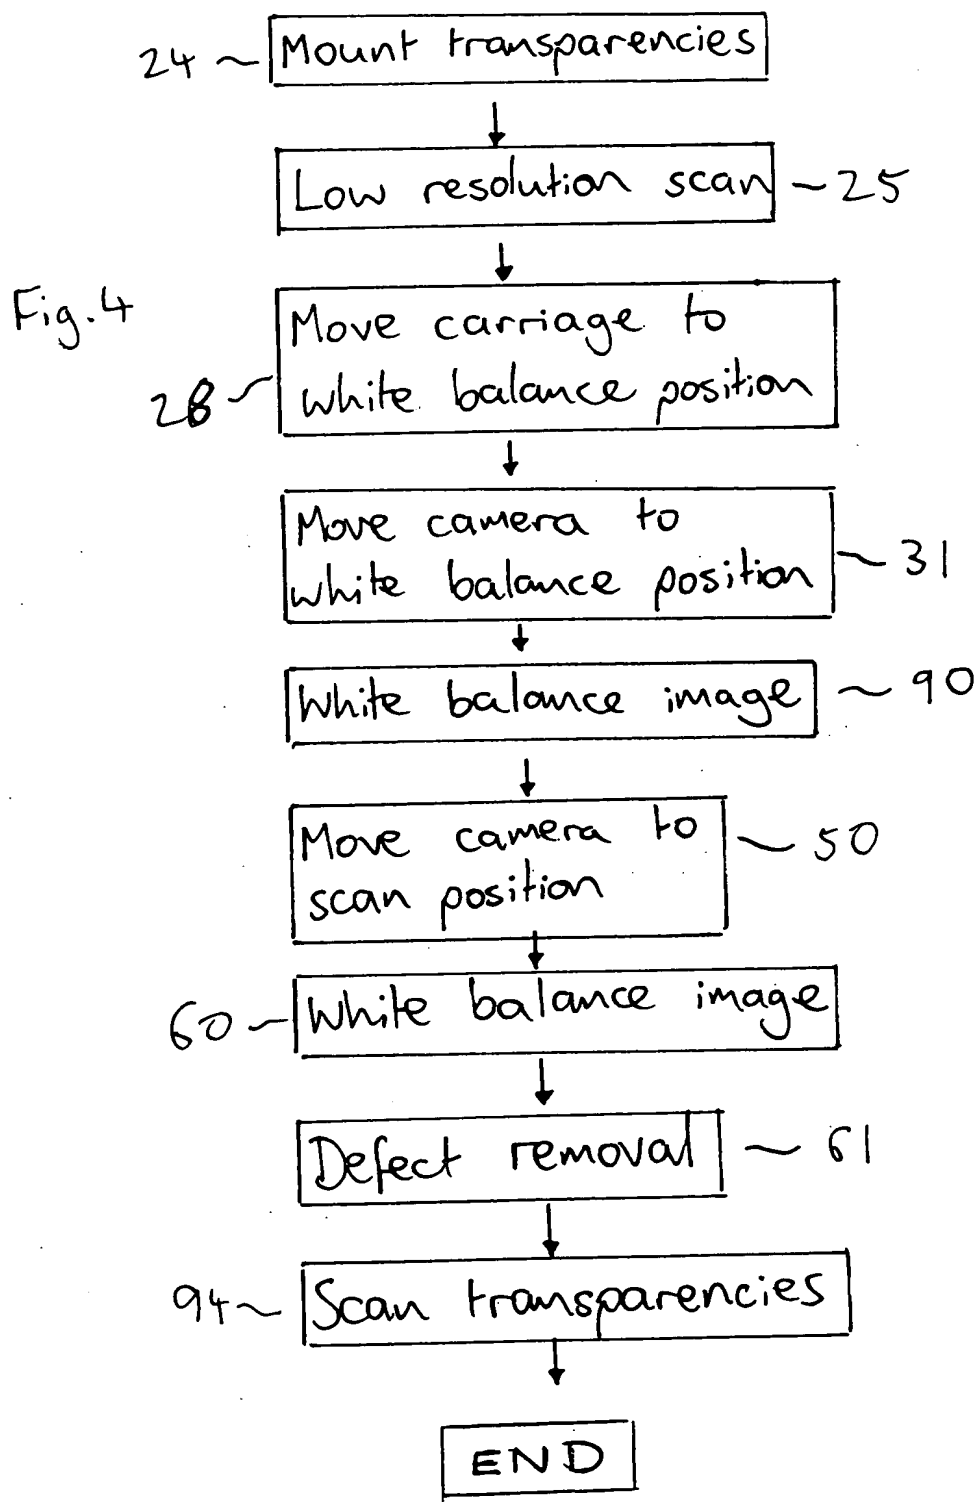 24 Mount transparencies
Low resolution scan 25
Fig.4
Move carriage to
28 white balance position
Move camera to
white balance position 31
White balance image 90
Move camera to 50
scan position
60 White balance image
Defect removal 61
94 Scan transparencies
END